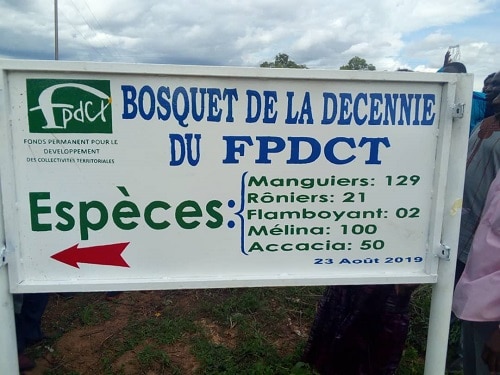 fpdct
FONDS PERMANENT POUR LE
DEVELOPPEMENT
DES COLLECTIVITÉS TERRITORIALES
BOSQUET DE LA DECENNIE
DU FPDCT
Espèces:
Manguiers: 129
Rôniers: 21
Flamboyant: 02
Mélina: 100
Accacia: 50
23 Août 2019